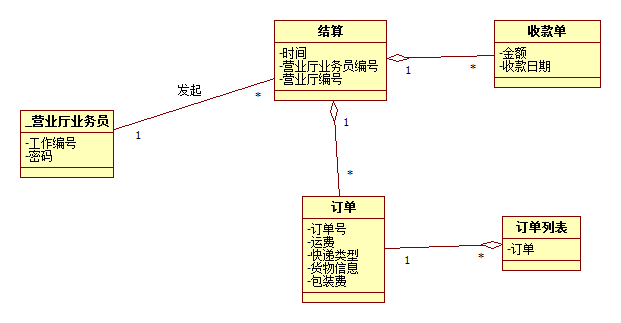 结算
-时间
-营业厅业务员编号
-营业厅编号
收款单
-金额
-收款日期
1
*
发起
*
1
_营业厅业务员
-工作编号
-密码
1
*
订单
-订单号
-运费
-快递类型
-货物信息
-包装费
订单列表
-订单
1
*